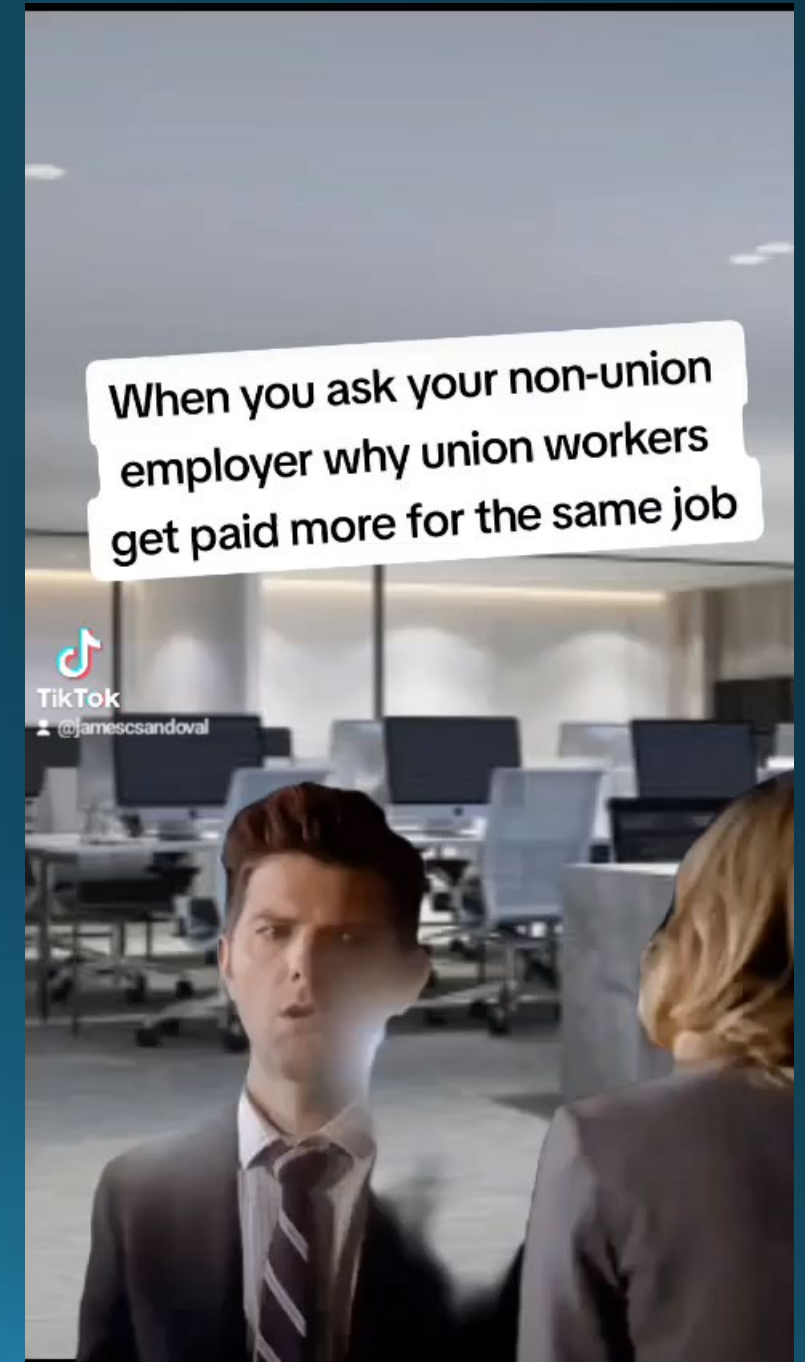 When you ask your non-union
employer why union workers
get paid more for the same job
TikTok
@jamescsandoval